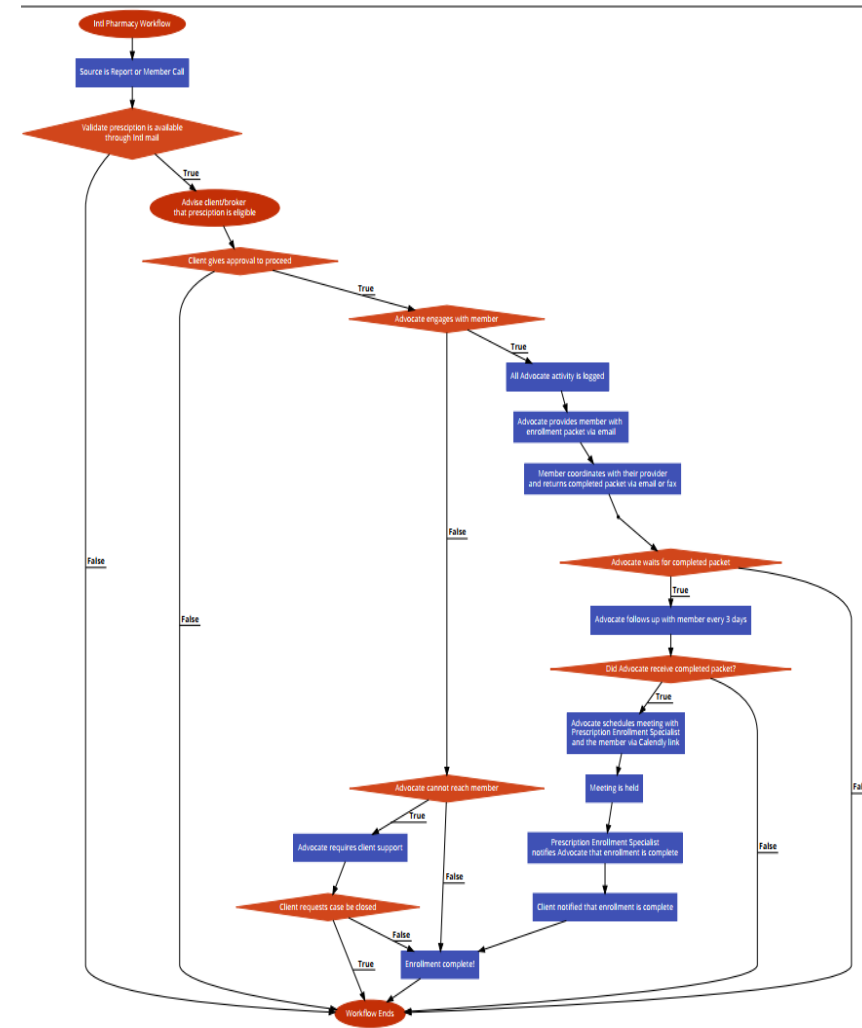 Intl Pharmacy Workflow
Source is Report or Member Call
Validate presciption is available
through Intl mail
True
Advise client/broker
that presciption is eligible
Client gives approval to proceed
True
Advocate engages with member
True
All Advocate activity is logged
Advocate provides member with
enrollment packet via email
Member coordinates with their provider
and returns completed packet via email or fax
False
False
Advocate waits for completed packet
True
False
Advocate follows up with member every 3 days
Did Advocate receive completed packet?
True
Advocate schedules meeting with
Prescription Enrollment Specialist
and the member via Calendly link
Advocate cannot reach member
Meeting is held
Fal
True
Advocate requires client support
Prescription Enrollment Specialist
notifies Advocate that enrollment is complete
False
False
Client requests case be closed
Client notified that enrollment is complete
False
True
Enrollment complete!
Workflow Ends